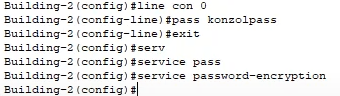 Building-2(config)#line con 0
Building-2(config-line)#pass konzolpass
Building-2(config-line)#exit
Building-2(config)#serv
Building-2(config)#service pass
Building-2(config)#service password-encryption
Building-2(config)#